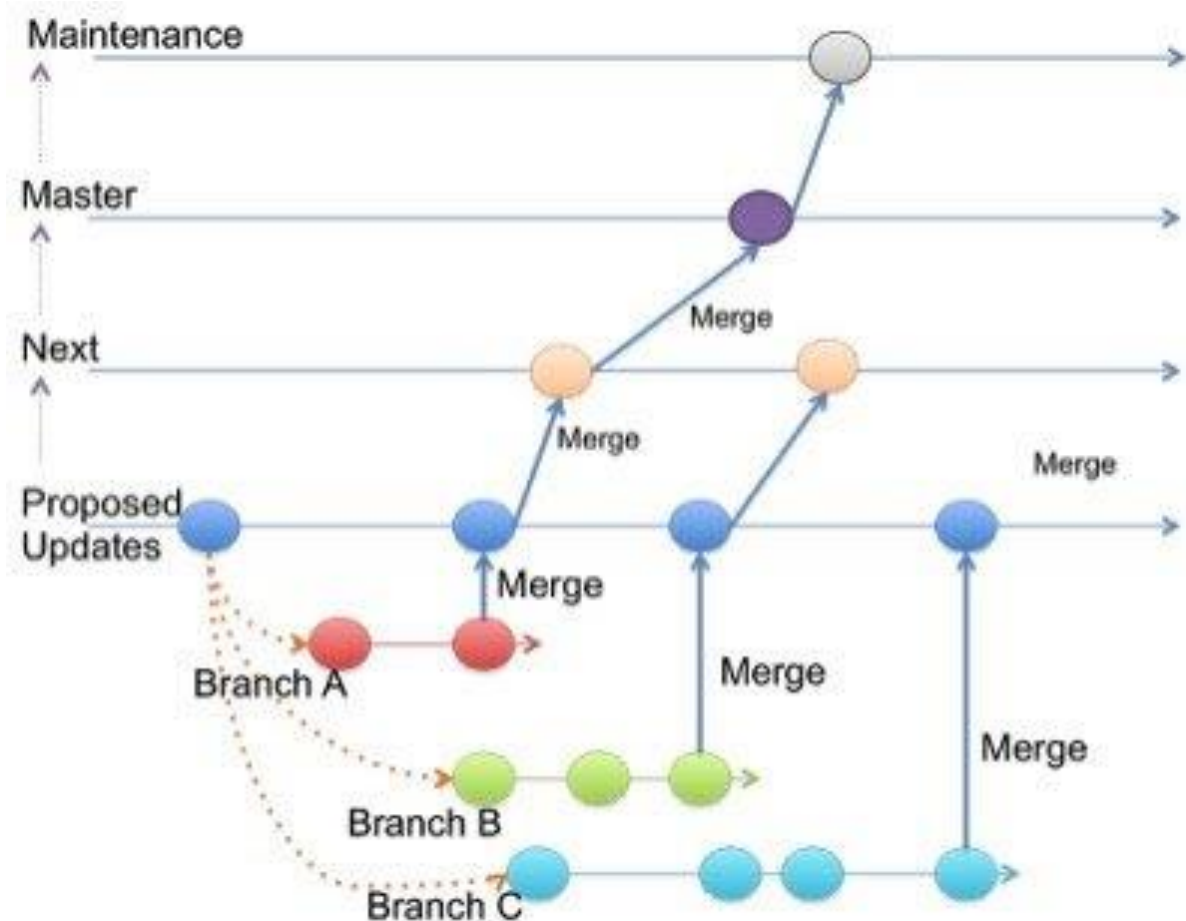 Maintenance
Master
Merge
Next
Merge
Merge
Proposed
Updates
Merge
Branch A
Merge
Merge
Branch B
Branch C